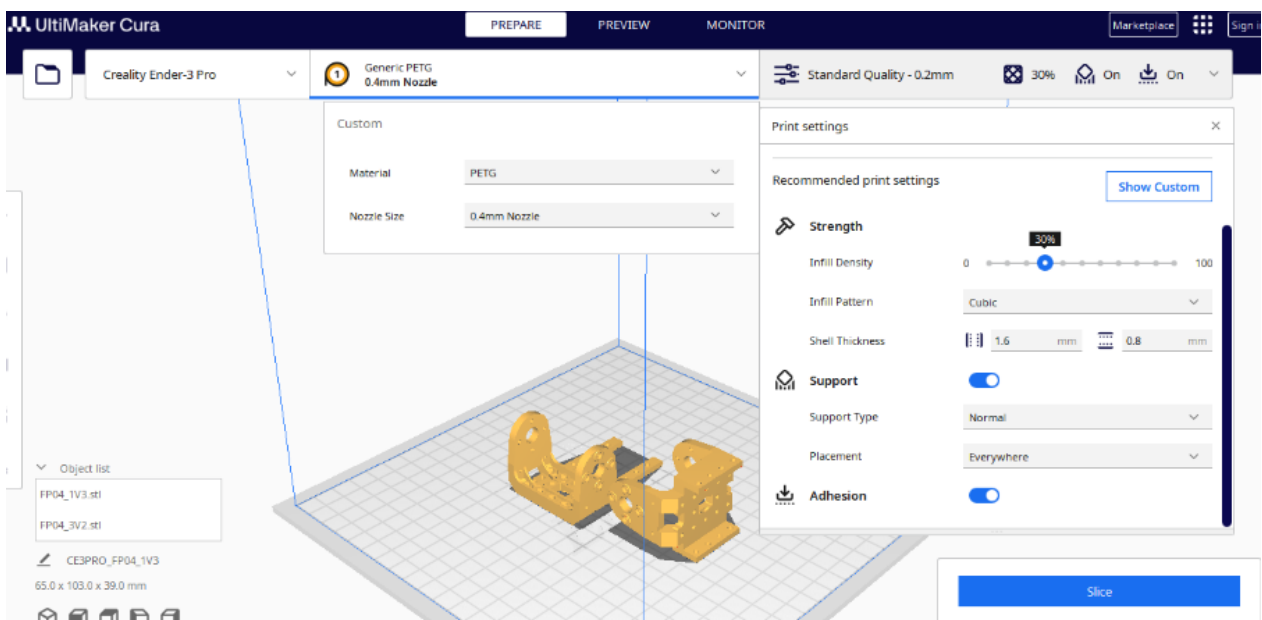 UltiMaker Cura
PREPARE PREVIEW MONITOR
Marketplace
Sign i
Creality Ender-3 Pro
1
Generic PETG
0.4mm Nozzle
Standard Quality - 0.2mm
30% On On
Custom
Material PETG
Nozzle Size 0.4mm Nozzle
Print settings
Recommended print settings
Show Custom
Strength
30%
Infill Density 0 100
Infill Pattern Cubic
Shell Thickness 1.6 mm 0.8 mm
Support
Support Type Normal
Placement Everywhere
Adhesion
Object list
FP04_1V3.stl
FP04_3V2.stl
CE3PRO_FP04_1V3
65.0 x 103.0 x 39.0 mm
Slice